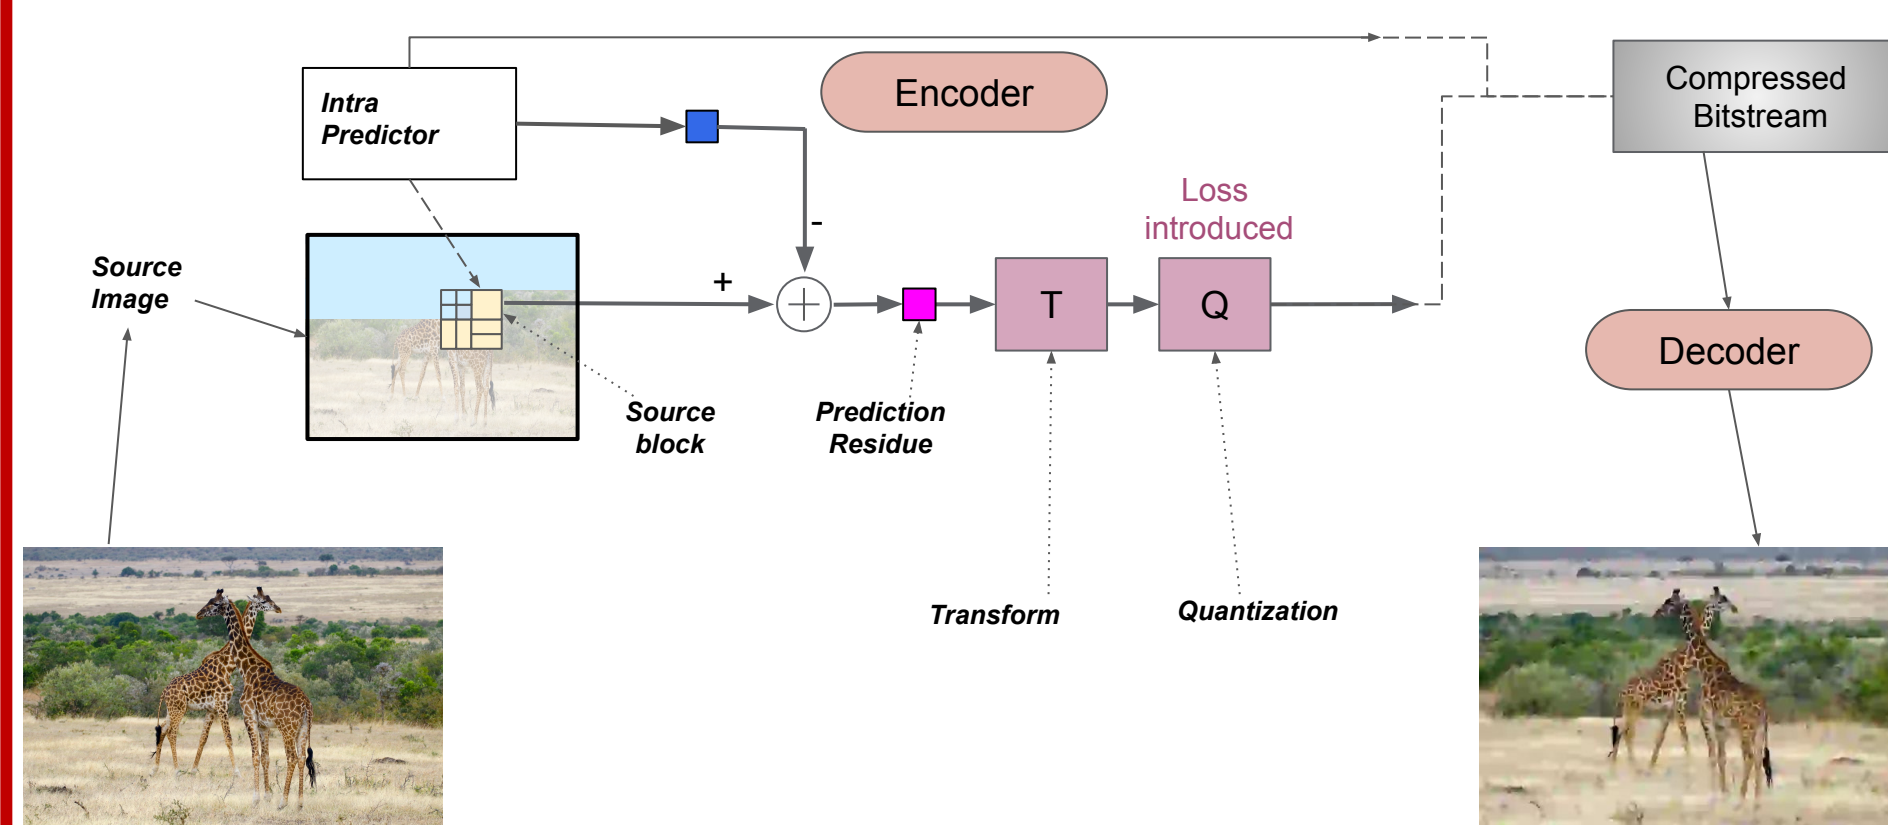 Encoder
Compressed
Bitstream
Intra
Predictor
Loss
introduced
-
+
Source
Image
T
Q
Decoder
Source
block
Prediction
Residue
Transform
Quantization